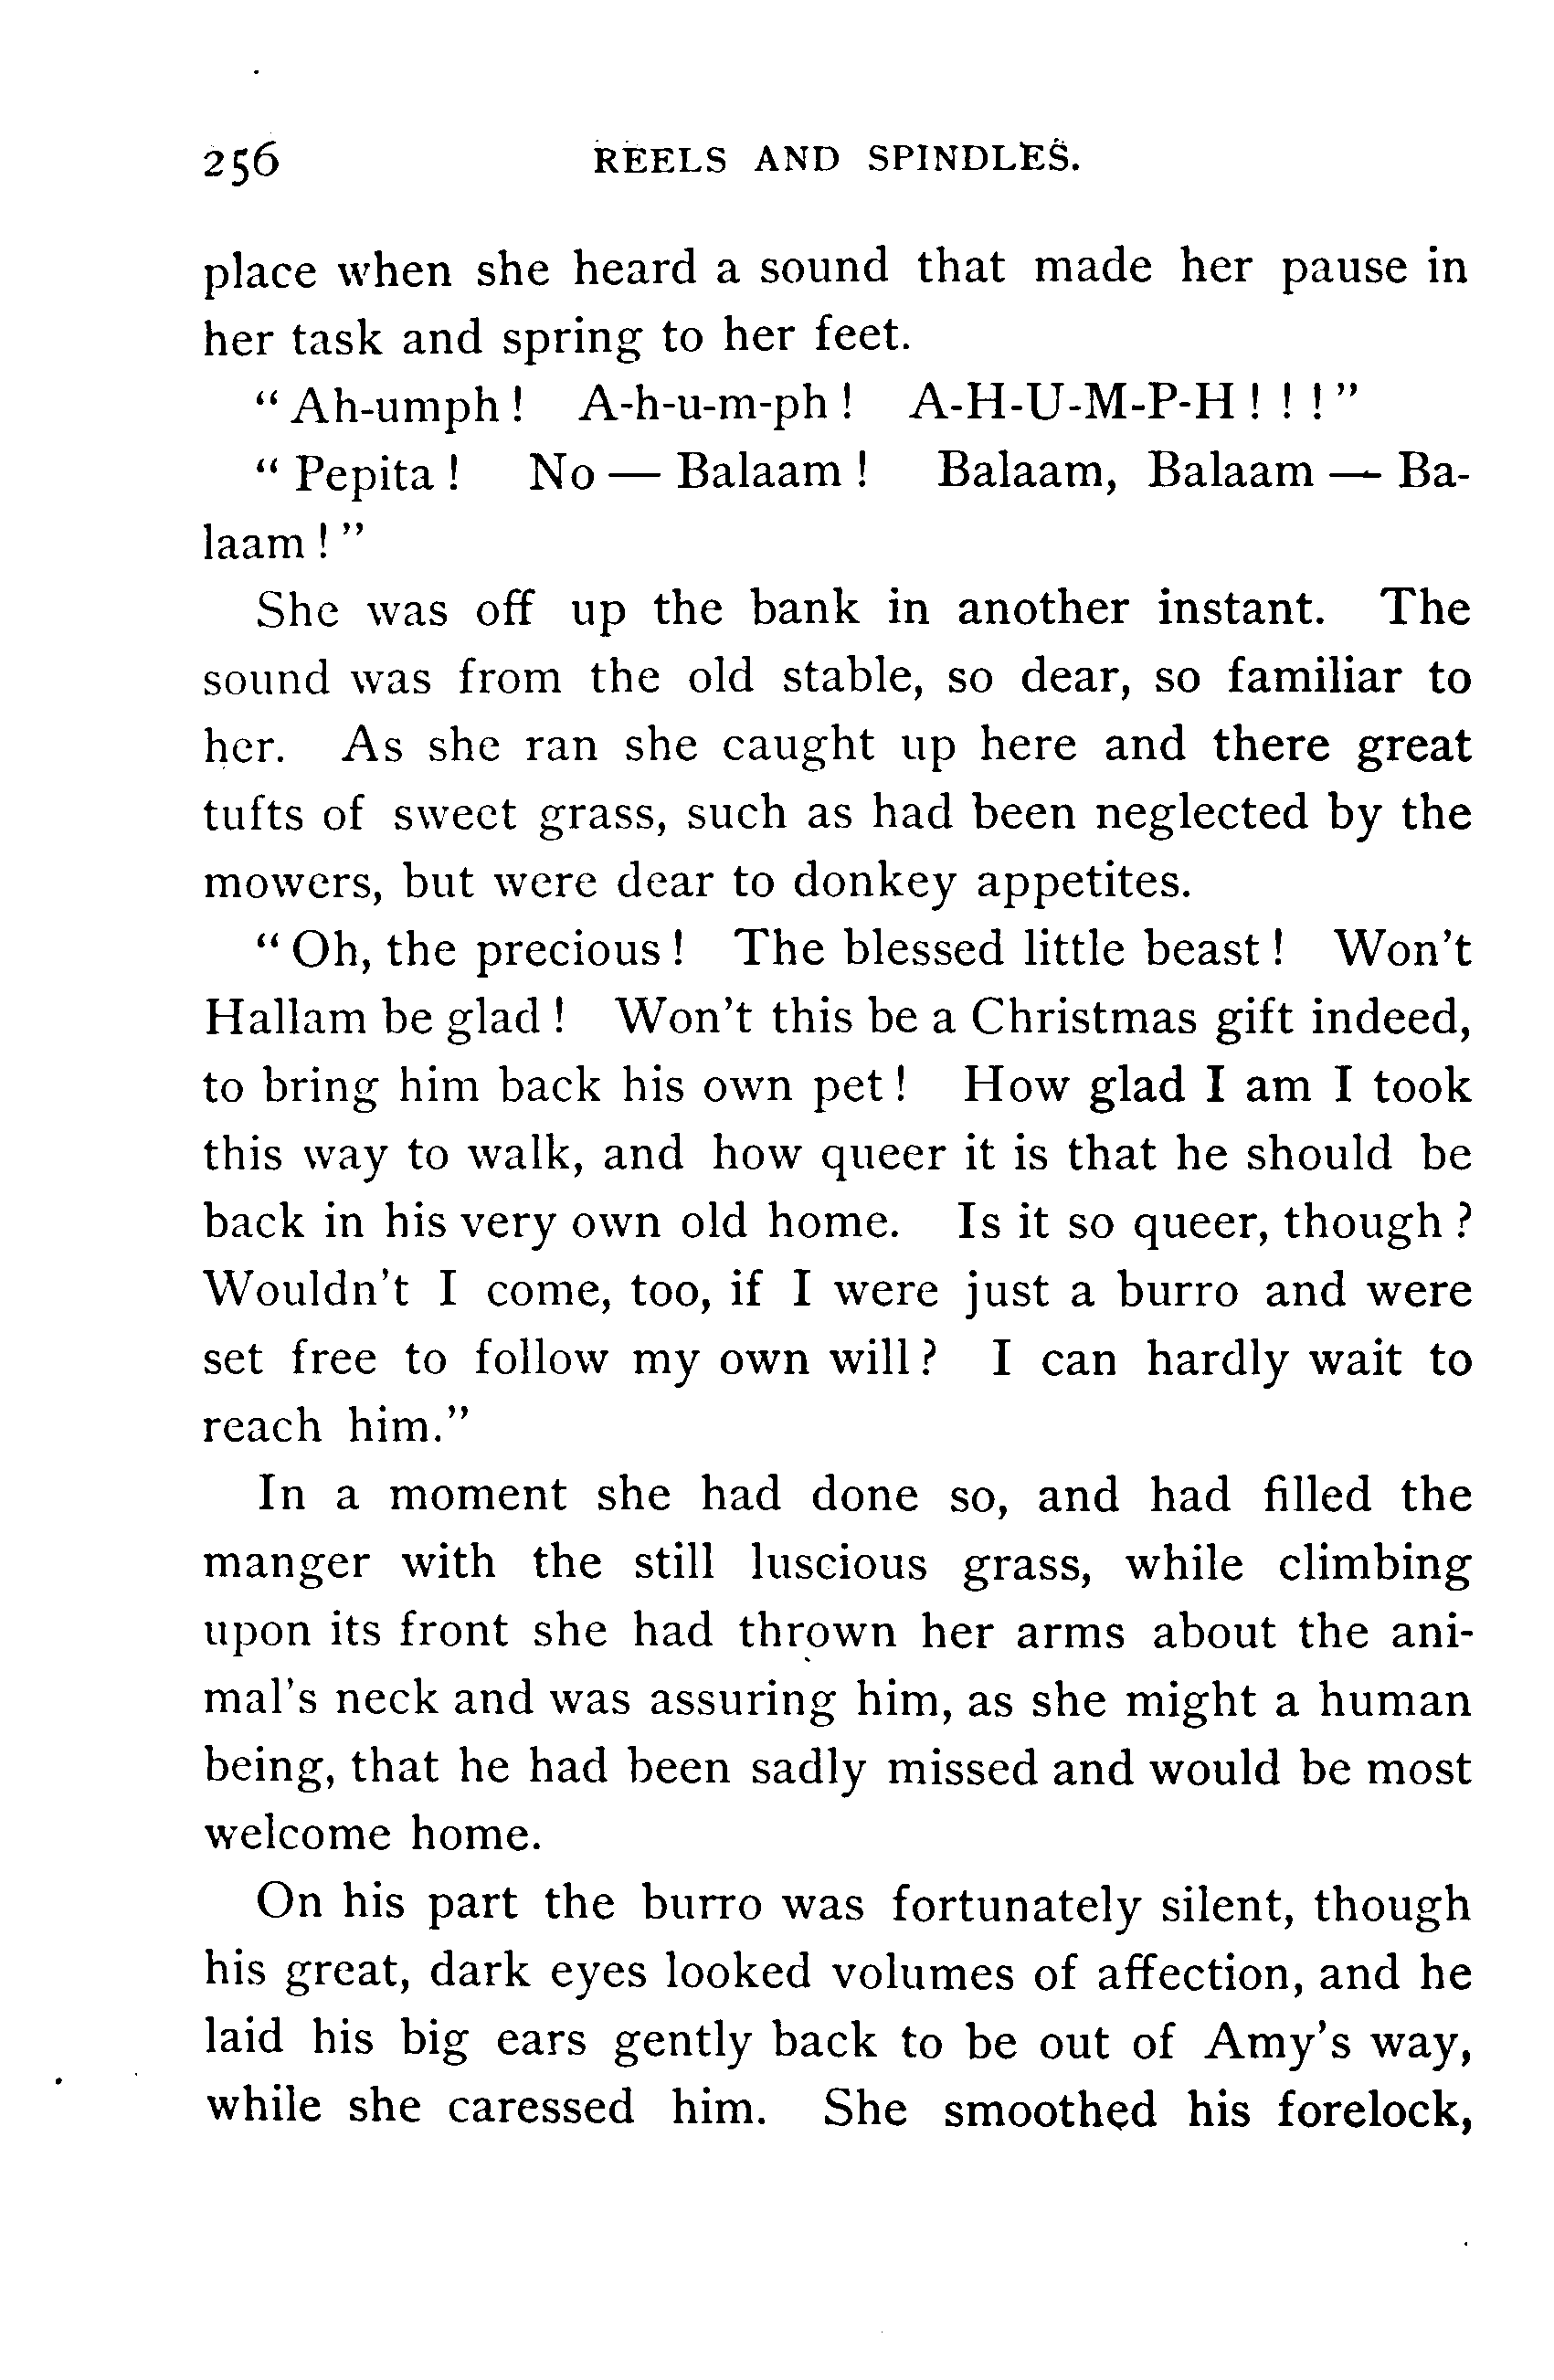 256 REELS AND SPINDLES.
place when she heard a sound that made her pause in
her task and spring to her feet.
“Ah-umph! A-h-u-m-ph! A-H-U-M-P-H!!!”
“Pepita! No — Balaam! Balaam, Balaam — Ba-
laam!”
She was off up the bank in another instant. The
sound was from the old stable, so dear, so familiar to
her. As she ran she caught up here and there great
tufts of sweet grass, such as had been neglected by the
mowers, but were dear to donkey appetites.
“Oh, the precious! The blessed little beast! Won’t
Hallam be glad! Won’t this be a Christmas gift indeed,
to bring him back his own pet! How glad I am I took
this way to walk, and how queer it is that he should be
back in his very own old home. Is it so queer, though?
Wouldn’t I come, too, if I were just a burro and were
set free to follow my own will? I can hardly wait to
reach him.”
In a moment she had done so, and had filled the
manger with the still luscious grass, while climbing
upon its front she had thrown her arms about the ani-
mal’s neck and was assuring him, as she might a human
being, that he had been sadly missed and would be most
welcome home.
On his part the burro was fortunately silent, though
his great, dark eyes looked volumes of affection, and he
laid his big ears gently back to be out of Amy’s way,
while she caressed him. She smoothed his forelock,